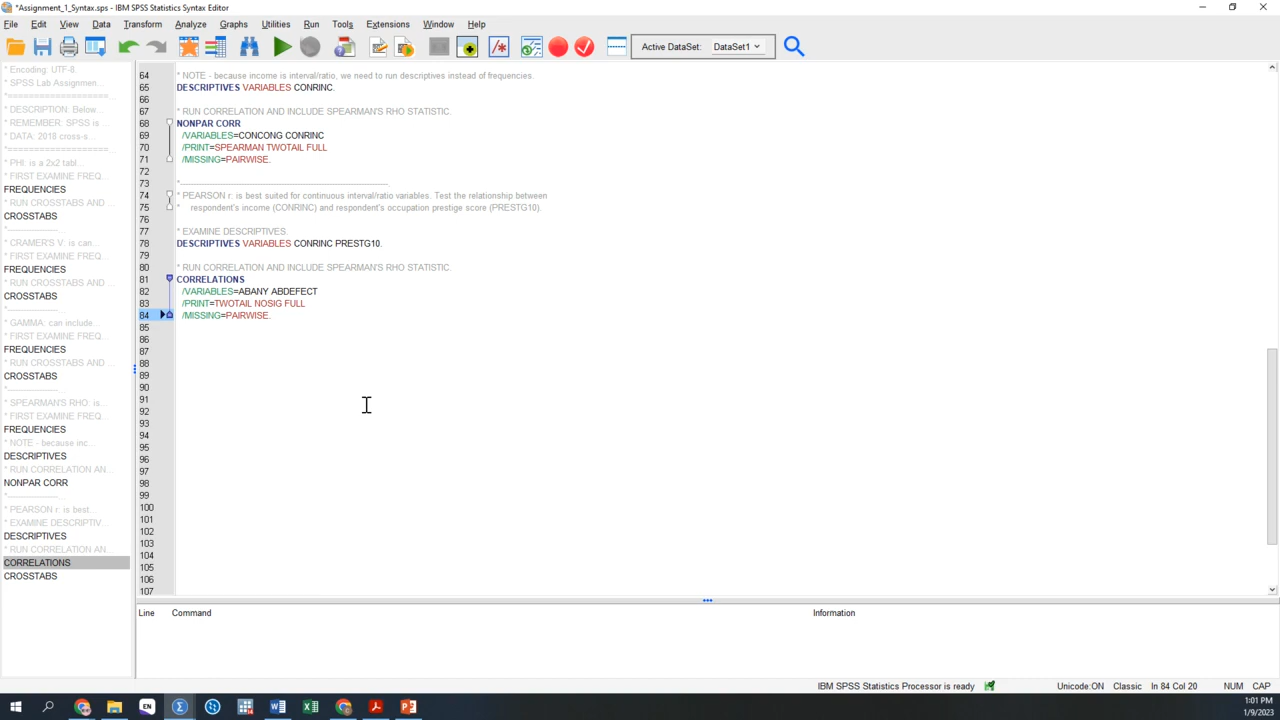 *Assignment_1_Syntax.sps - IBM SPSS Statistics Syntax Editor
File Edit View Data Transform Analyze Graphs Utilities Run Tools Extensions Window Help
Active DataSet: DataSet1
* Encoding: UTF-8.
* SPSS Lab Assignmen...
*===================...
* DESCRIPTION: Below...
* REMEMBER: SPSS is ...
* DATA: 2018 cross-s...
*===================...
* PHI: is a 2x2 tabl...
* FIRST EXAMINE FREQ...
FREQUENCIES
* RUN CROSSTABS AND ...
CROSSTABS
*-------------------...
* CRAMER'S V: is can...
* FIRST EXAMINE FREQ...
FREQUENCIES
* RUN CROSSTABS AND ...
CROSSTABS
*-------------------...
* GAMMA: can include...
* FIRST EXAMINE FREQ...
FREQUENCIES
* RUN CROSSTABS AND ...
CROSSTABS
*-------------------...
* SPEARMAN'S RHO: is...
* FIRST EXAMINE FREQ...
FREQUENCIES
* NOTE - because inc...
DESCRIPTIVES
* RUN CORRELATION AN...
NONPAR CORR
*-------------------...
* PEARSON r: is best...
* EXAMINE DESCRIPTIV...
DESCRIPTIVES
* RUN CORRELATION AN...
CORRELATIONS
CROSSTABS
64 * NOTE - because income is interval/ratio, we need to run descriptives instead of frequencies.
65 DESCRIPTIVES VARIABLES CONRINC.
66
67 * RUN CORRELATION AND INCLUDE SPEARMAN'S RHO STATISTIC.
68 NONPAR CORR
69 /VARIABLES=CONCONG CONRINC
70 /PRINT=SPEARMAN TWOTAIL FULL
71 /MISSING=PAIRWISE.
72
73 *------------------------------------------------------------.
74 * PEARSON r: is best suited for continuous interval/ratio variables. Test the relationship between
75 * respondent's income (CONRINC) and respondent's occupation prestige score (PRESTG10).
76
77 * EXAMINE DESCRIPTIVES.
78 DESCRIPTIVES VARIABLES CONRINC PRESTG10.
79
80 * RUN CORRELATION AND INCLUDE SPEARMAN'S RHO STATISTIC.
81 CORRELATIONS
82 /VARIABLES=ABANY ABDEFECT
83 /PRINT=TWOTAIL NOSIG FULL
84 /MISSING=PAIRWISE.
85
86
87
88
89
90
91
92
93
94
95
96
97
98
99
100
101
102
103
104
105
106
107
Line Command Information
IBM SPSS Statistics Processor is ready Unicode:ON Classic In 84 Col 20 NUM CAP
1:01 PM
1/9/2023